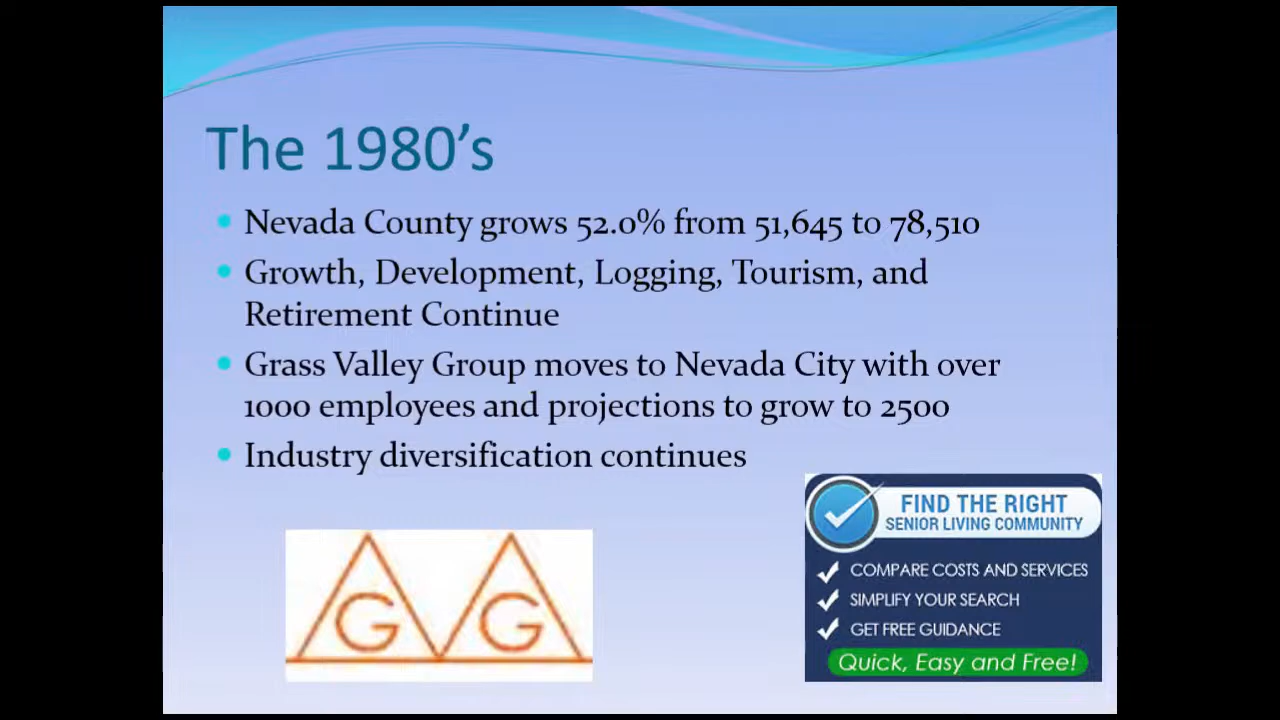 The 1980’s
Nevada County grows 52.0% from 51,645 to 78,510
Growth, Development, Logging, Tourism, and
Retirement Continue
Grass Valley Group moves to Nevada City with over
1000 employees and projections to grow to 2500
Industry diversification continues
G G
FIND THE RIGHT
SENIOR LIVING COMMUNITY
COMPARE COSTS AND SERVICES
SIMPLIFY YOUR SEARCH
GET FREE GUIDANCE
Quick, Easy and Free!